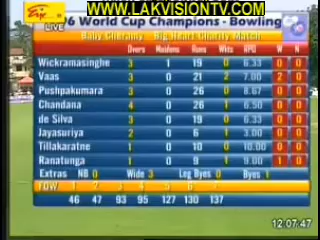 WWW.LAKVISIONTV.COM
LIVE
6 World Cup Champions - Bowling
Baby Cheramy Big Heart Charity Match
Overs Maidens Runs Wkts RPO W N
Wickramasinghe 3 0 19 0 6.33 0 0
Vaas 3 0 21 2 7.00 2 0
Pushpakumara 3 0 26 0 8.67 0 0
Chandana 4 0 26 1 6.50 0 0
de Silva 3 0 19 1 6.33 0 0
Jayasuriya 2 0 6 1 3.00 0 0
Tillakaratne 1 0 10 0 10.00 0 0
Ranatunga 1 0 9 1 9.00 1 0
Extras NB 0 Wide 3 Leg Byes 0 Byes 1
FOW 1 2 3 4 5 6 7
46 47 93 95 127 130 137
12:07:47